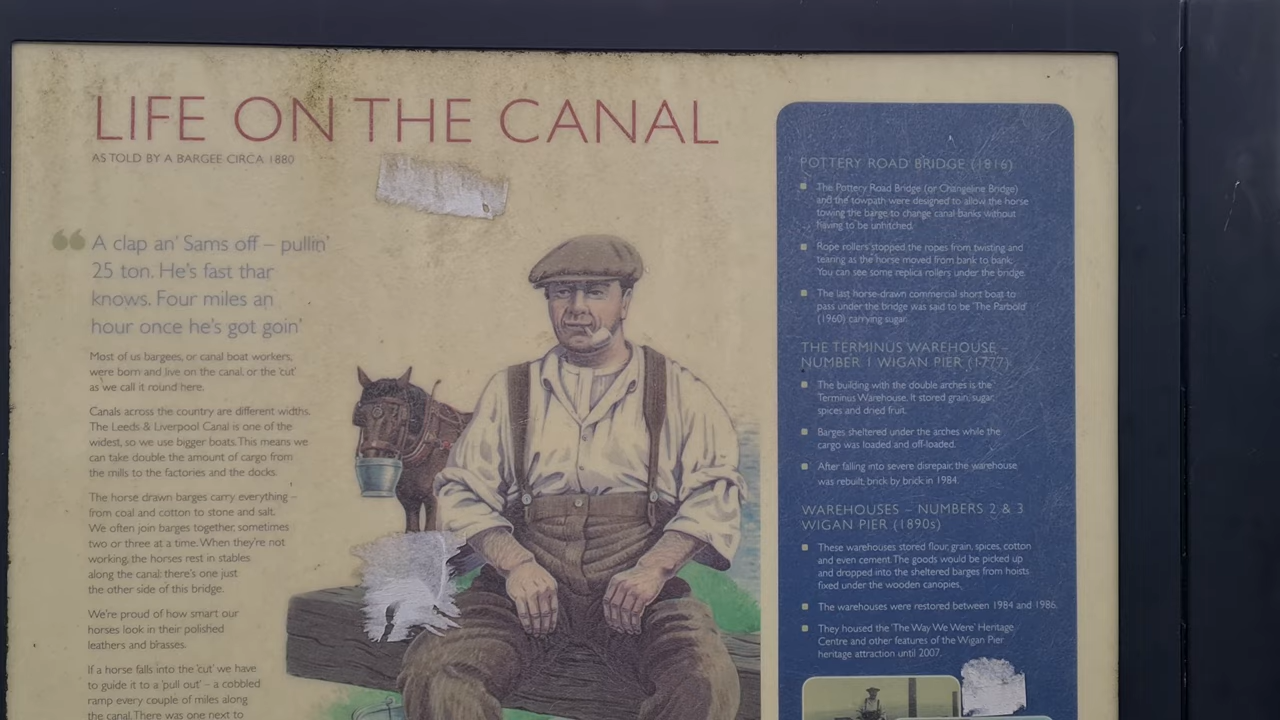 LIFE ON THE CANAL
AS TOLD BY A BARGEE CIRCA 1880
“ A clap an' Sams off – pullin'
25 ton. He's fast thar
knows. Four miles an
hour once he's got goin'
Most of us bargees, or canal boat workers,
were born and live on the canal, or the 'cut'
as we call it round here.
Canals across the country are different widths.
The Leeds & Liverpool Canal is one of the
widest, so we use bigger boats. This means we
can take double the amount of cargo from
the mills to the factories and the docks.
The horse drawn barges carry everything –
from coal and cotton to stone and salt.
We often join barges together, sometimes
two or three at a time. When they're not
working, the horses rest in stables
along the canal: there's one just
the other side of this bridge.
We're proud of how smart our
horses look in their polished
leathers and brasses.
If a horse falls into the 'cut' we have
to guide it to a 'pull out' – a cobbled
ramp every couple of miles along
the canal. There was one next to
POTTERY ROAD BRIDGE (1816)
The Pottery Road Bridge (or Changeline Bridge)
and the towpath were designed to allow the horse
towing the barge to change canal banks without
having to be unhitched.
Rope rollers stopped the ropes from twisting and
tearing as the horse moved from bank to bank.
You can see some replica rollers under the bridge.
The last horse-drawn commercial short boat to
pass under the bridge was said to be 'The Parbold'
(1960) carrying sugar.
THE TERMINUS WAREHOUSE –
NUMBER 1 WIGAN PIER (1777)
The building with the double arches is the
Terminus Warehouse. It stored grain, sugar,
spices and dried fruit.
Barges sheltered under the arches while the
cargo was loaded and off-loaded.
After falling into severe disrepair, the warehouse
was rebuilt, brick by brick in 1984.
WAREHOUSES – NUMBERS 2 & 3
WIGAN PIER (1890s)
These warehouses stored flour, grain, spices, cotton
and even cement. The goods would be picked up
and dropped into the sheltered barges from hoists
fixed under the wooden canopies.
The warehouses were restored between 1984 and 1986.
They housed the 'The Way We Were' Heritage
Centre and other features of the Wigan Pier
heritage attraction until 2007.